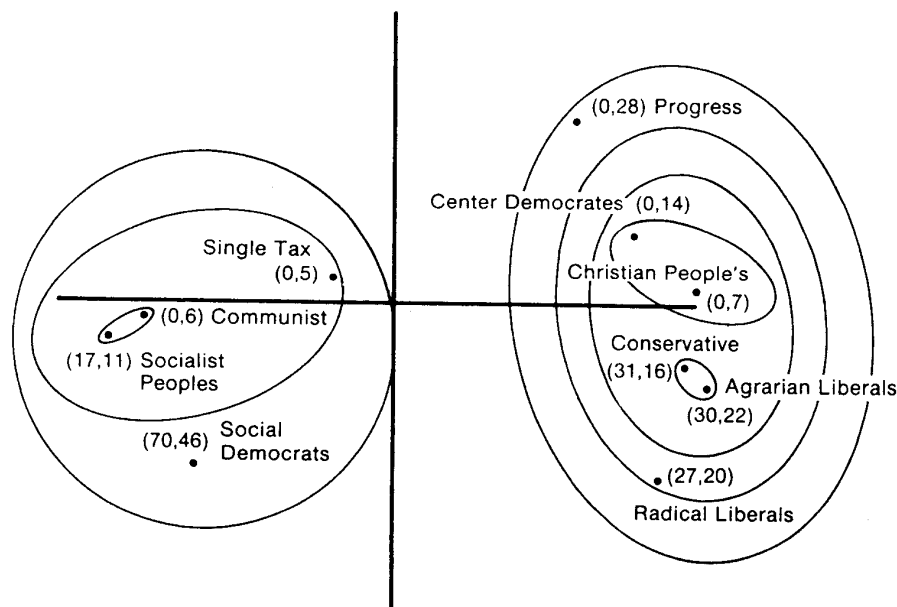 (0,28) Progress
Center Democrates (0,14)
Single Tax
(0,5)
Christian People's
(0,7)
(0,6) Communist
(17,11) Socialist
Peoples
Conservative
(31,16)
Agrarian Liberals
(30,22)
(70,46) Social
Democrats
(27,20)
Radical Liberals